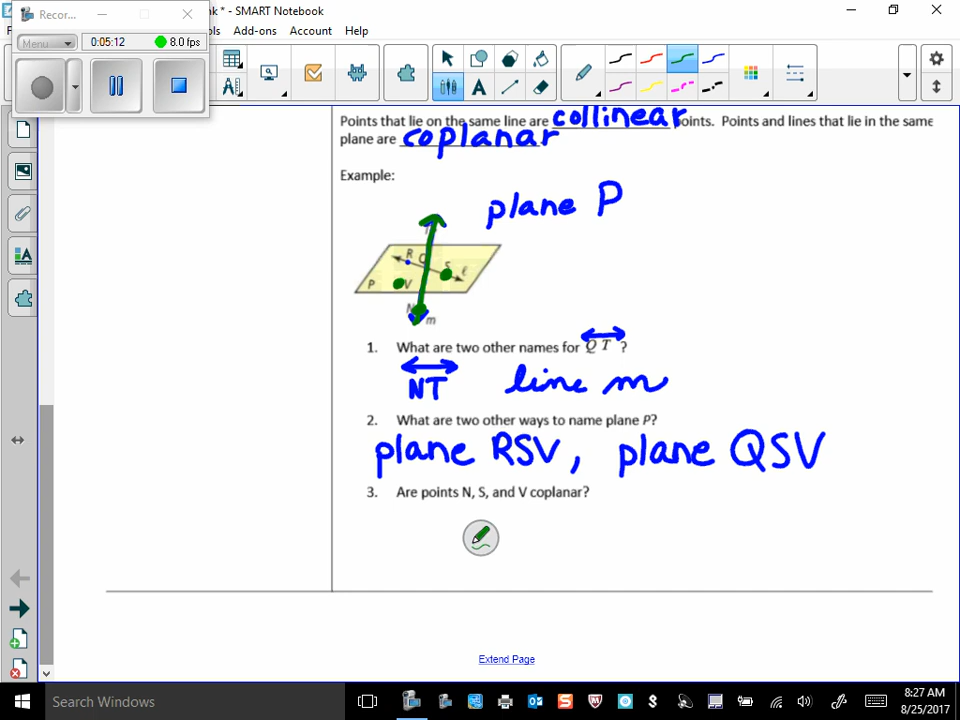 Recor...
nk * - SMART Notebook
Menu
0:05:12
8.0 fps
ols Add-ons Account Help
Points that lie on the same line are collinear points. Points and lines that lie in the same
plane are coplanar
Example:
plane P
R
S
ℓ
P V
N
m
1. What are two other names for QT ?
NT line m
2. What are two other ways to name plane P?
plane RSV, plane QSV
3. Are points N, S, and V coplanar?
Extend Page
Search Windows
8:27 AM
8/25/2017